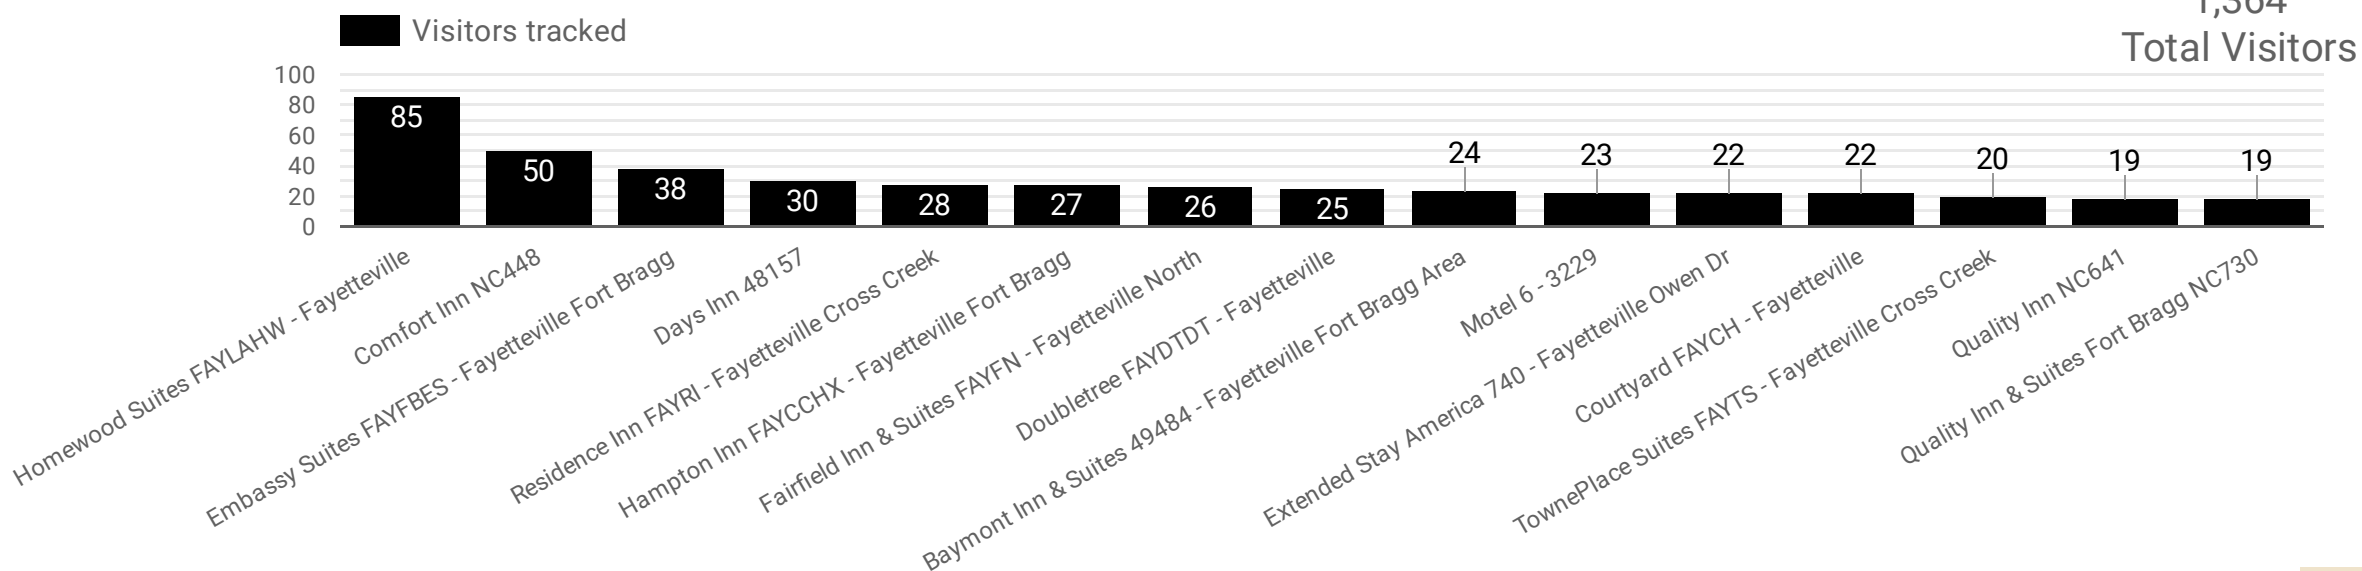 1,364
Total Visitors
Visitors tracked
100
80
60
40
20
0
85
50
38
30
28
27
26
25
24
23
22
22
20
19
19
Homewood Suites FAYLAHW - Fayetteville
Comfort Inn NC448
Embassy Suites FAYFBES - Fayetteville Fort Bragg
Days Inn 48157
Residence Inn FAYRI - Fayetteville Cross Creek
Hampton Inn FAYCCHX - Fayetteville Fort Bragg
Fairfield Inn & Suites FAYFN - Fayetteville North
Doubletree FAYDTDT - Fayetteville
Baymont Inn & Suites 49484 - Fayetteville Fort Bragg Area
Motel 6 - 3229
Extended Stay America 740 - Fayetteville Owen Dr
Courtyard FAYCH - Fayetteville
TownePlace Suites FAYTS - Fayetteville Cross Creek
Quality Inn NC641
Quality Inn & Suites Fort Bragg NC730